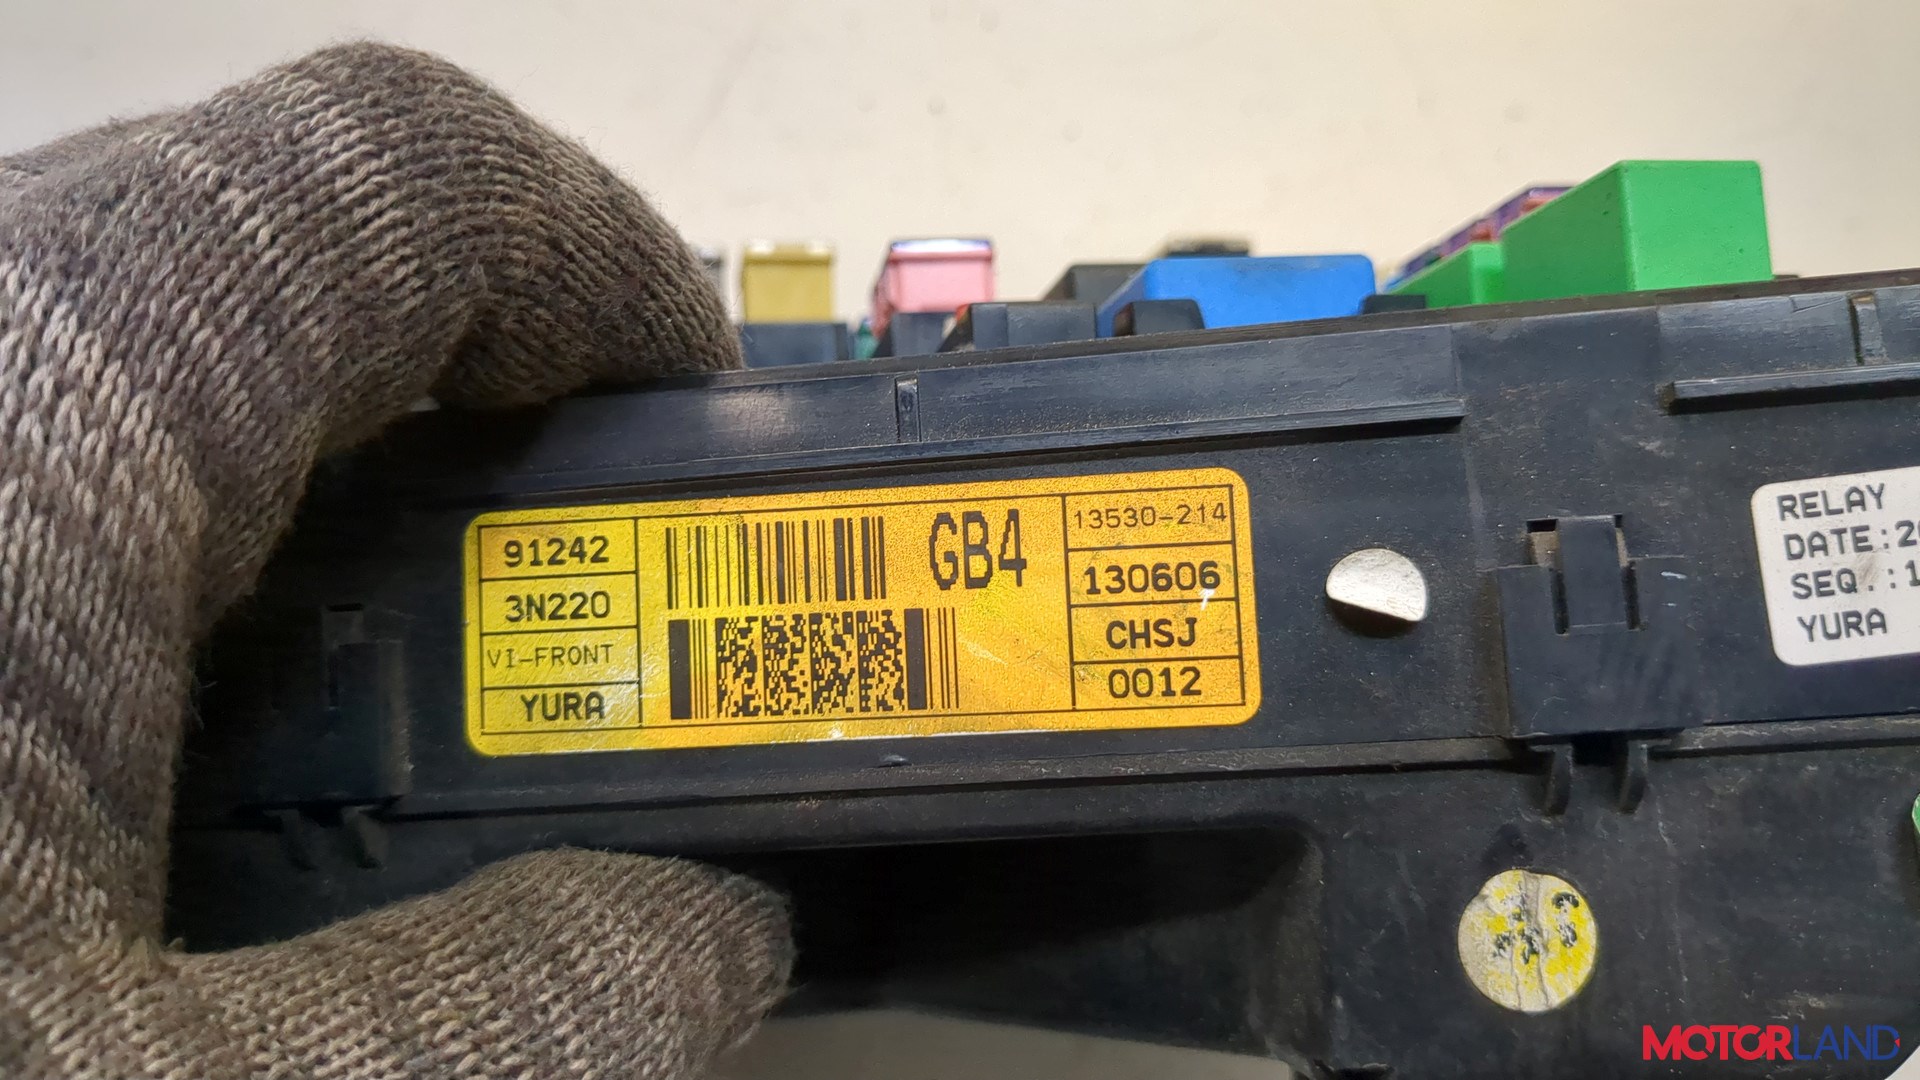 91242
3N220
VI-FRONT
YURA
GB4
13530-214
130606
CHSJ
0012
RELAY
DATE:2
SEQ.:1
YURA
MOTORLAND